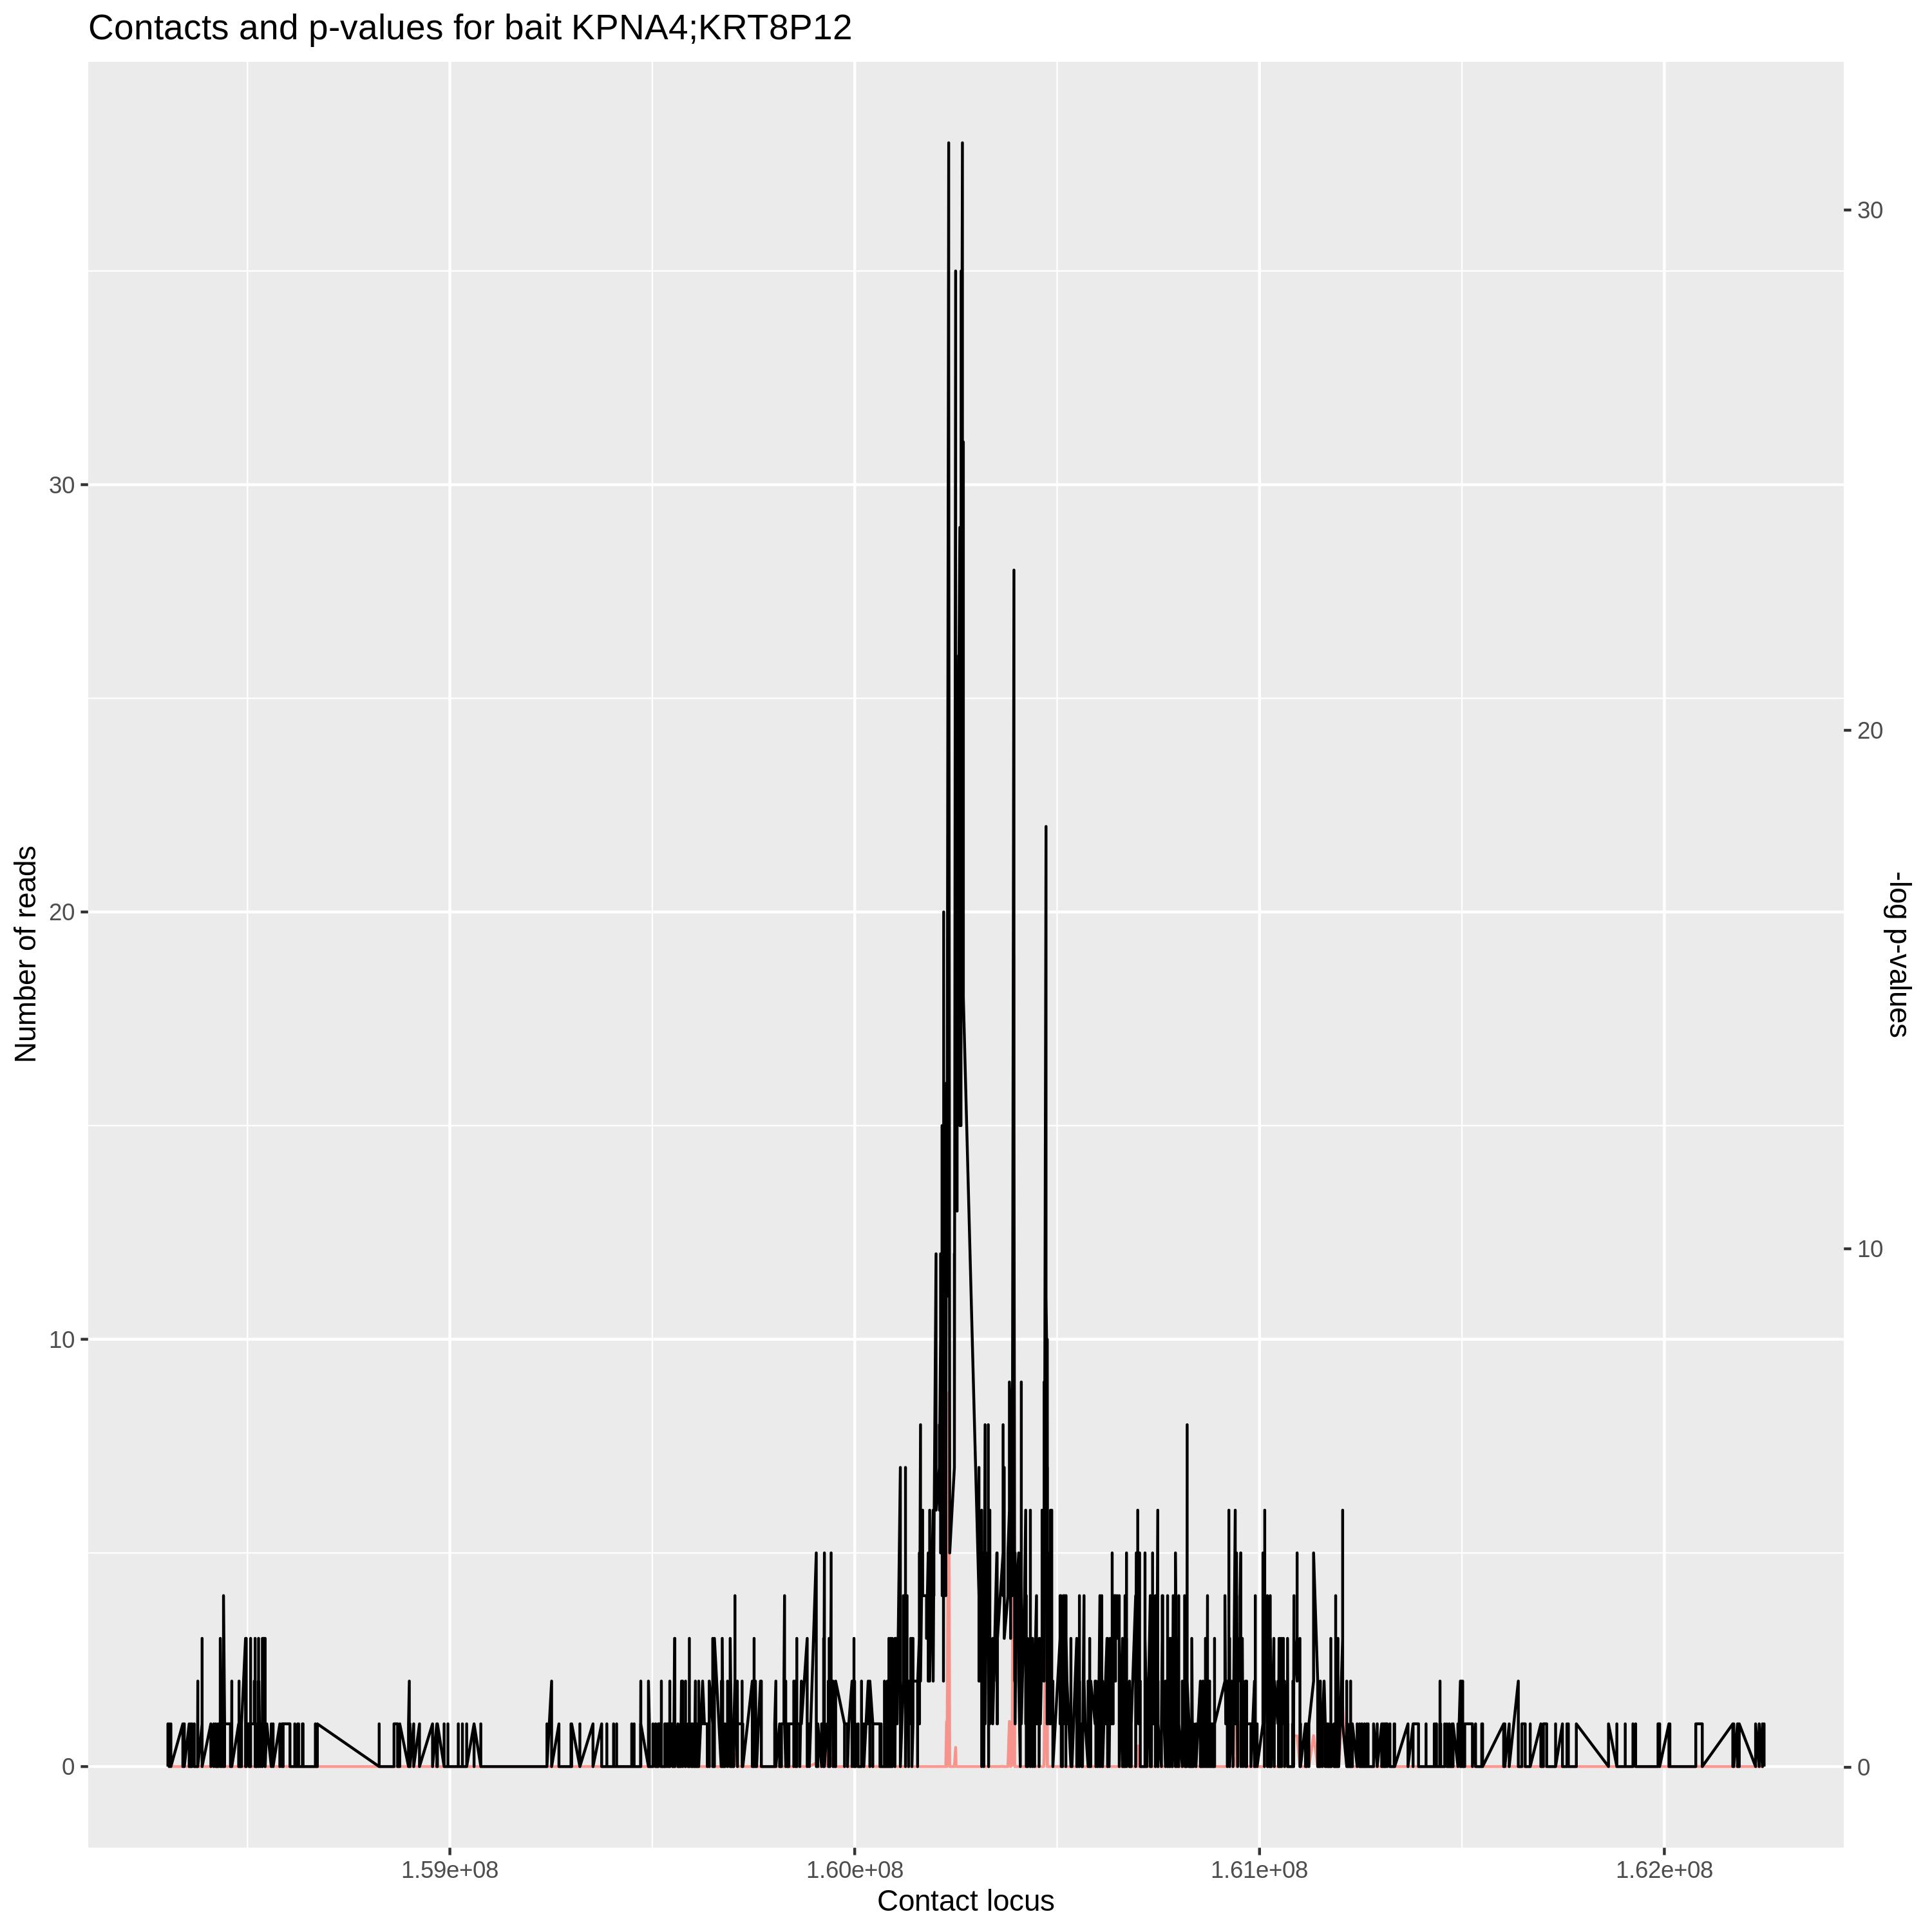 Contacts and p-values for bait KPNA4;KRT8P12
30
20
10
0
Number of reads
30
20
10
0
-log p-values
1.59e+08 1.60e+08 1.61e+08 1.62e+08
Contact locus